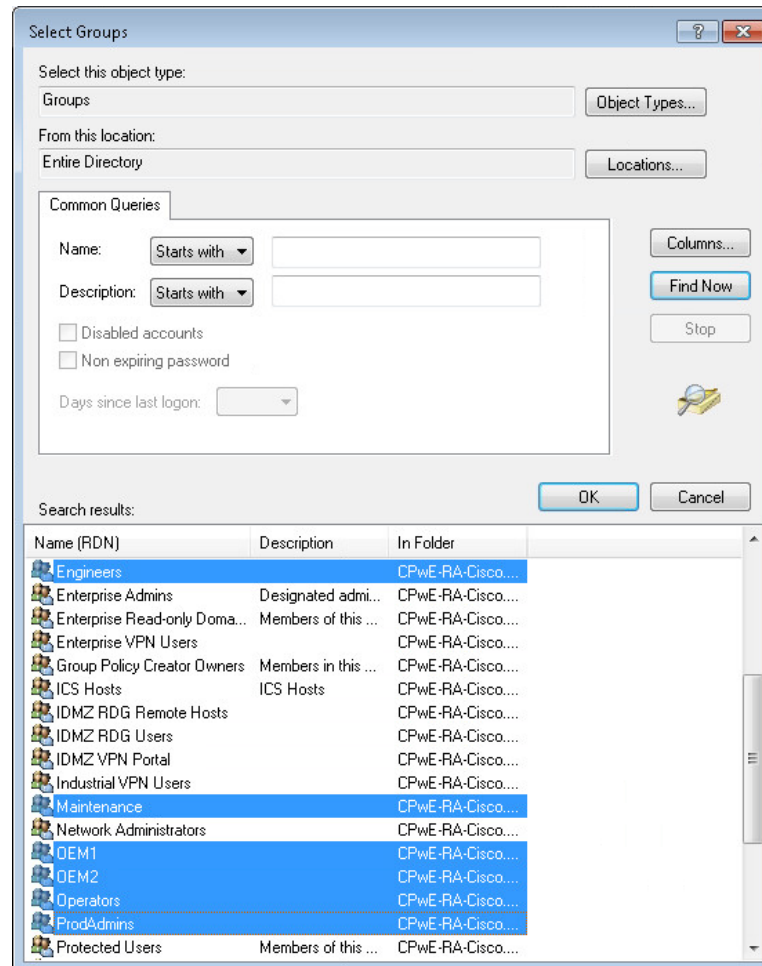 Select Groups
Select this object type:
Groups
Object Types...
From this location:
Entire Directory
Locations...
Common Queries
Name: Starts with
Columns...
Description: Starts with
Find Now
Disabled accounts
Stop
Non expiring password
Days since last logon:
OK Cancel
Search results:
Name (RDN) Description In Folder
Engineers CPwE-RA-Cisco....
Enterprise Admins Designated admi... CPwE-RA-Cisco....
Enterprise Read-only Doma... Members of this ... CPwE-RA-Cisco....
Enterprise VPN Users CPwE-RA-Cisco....
Group Policy Creator Owners Members in this ... CPwE-RA-Cisco....
ICS Hosts ICS Hosts CPwE-RA-Cisco....
IDMZ RDG Remote Hosts CPwE-RA-Cisco....
IDMZ RDG Users CPwE-RA-Cisco....
IDMZ VPN Portal CPwE-RA-Cisco....
Industrial VPN Users CPwE-RA-Cisco....
Maintenance CPwE-RA-Cisco....
Network Administrators CPwE-RA-Cisco....
OEM1 CPwE-RA-Cisco....
OEM2 CPwE-RA-Cisco....
Operators CPwE-RA-Cisco....
ProdAdmins CPwE-RA-Cisco....
Protected Users Members of this ... CPwE-RA-Cisco....